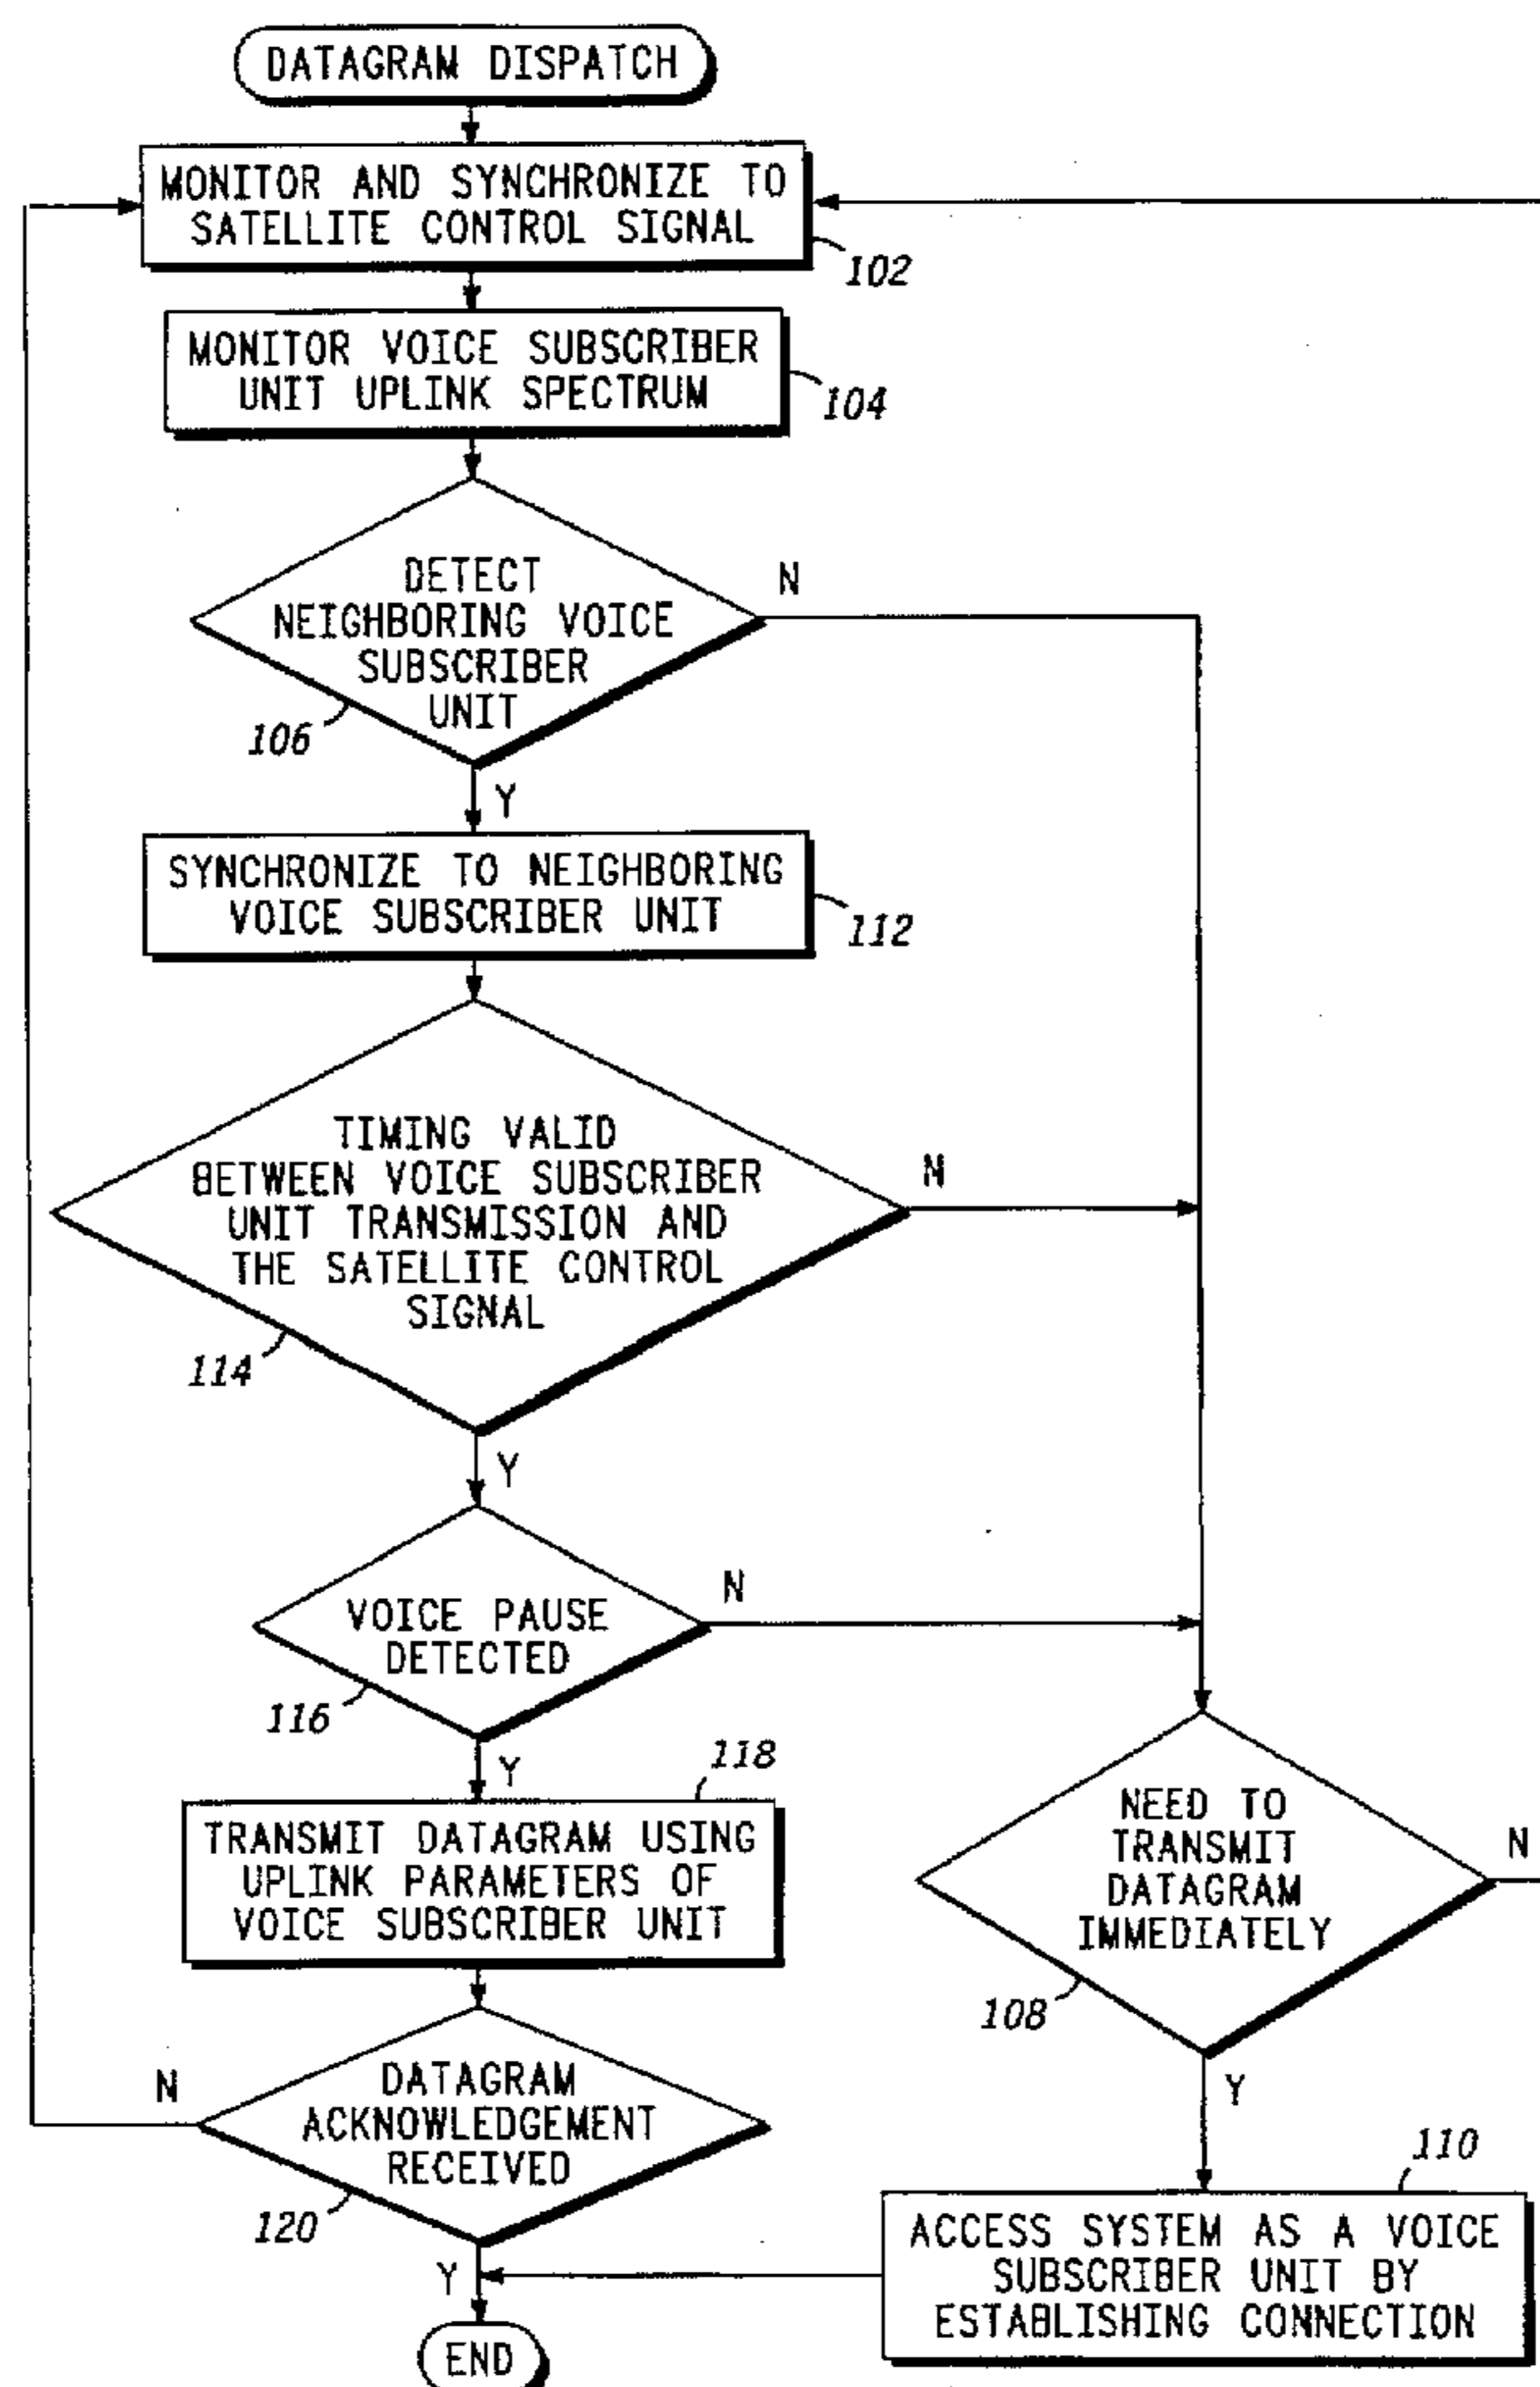 DATAGRAM DISPATCH
MONITOR AND SYNCHRONIZE TO
SATELLITE CONTROL SIGNAL
102
MONITOR VOICE SUBSCRIBER
UNIT UPLINK SPECTRUM
104
DETECT
NEIGHBORING VOICE
SUBSCRIBER
UNIT
N
106
Y
SYNCHRONIZE TO NEIGHBORING
VOICE SUBSCRIBER UNIT
112
TIMING VALID
BETWEEN VOICE SUBSCRIBER
UNIT TRANSMISSION AND
THE SATELLITE CONTROL
SIGNAL
N
114
Y
VOICE PAUSE
DETECTED
N
116
Y
118
TRANSMIT DATAGRAM USING
UPLINK PARAMETERS OF
VOICE SUBSCRIBER UNIT
NEED TO
TRANSMIT
DATAGRAM
IMMEDIATELY
N
108
Y
DATAGRAM
ACKNOWLEDGEMENT
RECEIVED
N
120
Y
110
ACCESS SYSTEM AS A VOICE
SUBSCRIBER UNIT BY
ESTABLISHING CONNECTION
END